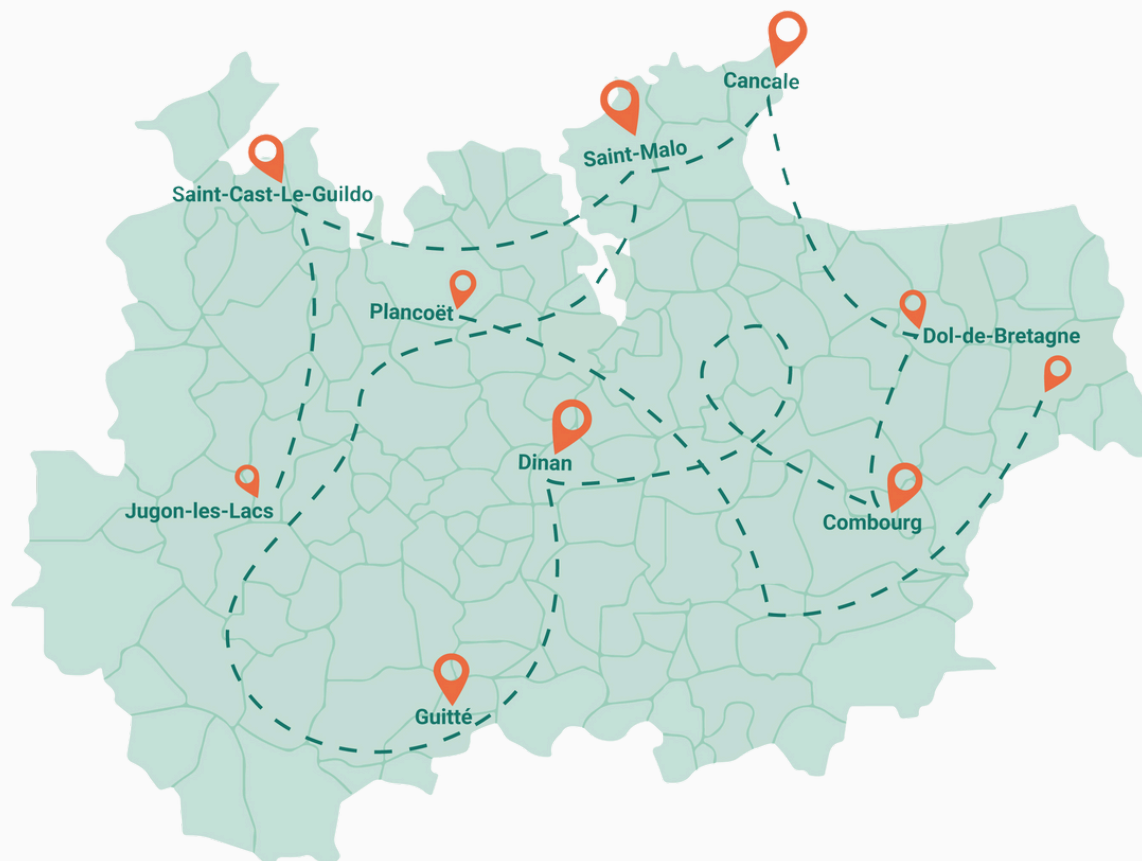 Cancale
Saint-Malo
Saint-Cast-Le-Guildo
Plancoët
Dol-de-Bretagne
Dinan
Jugon-les-Lacs
Combourg
Guitté